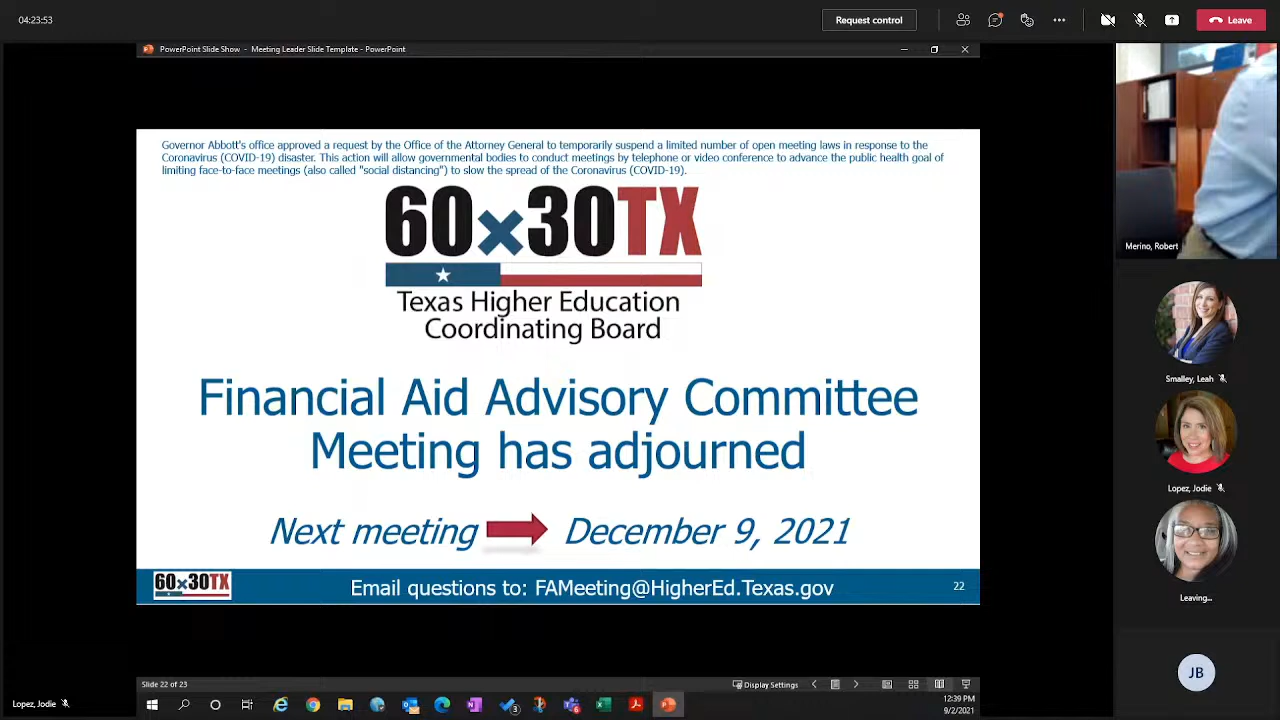 04:23:53
Request control
Leave
PowerPoint Slide Show - Meeting Leader Slide Template - PowerPoint
Governor Abbott's office approved a request by the Office of the Attorney General to temporarily suspend a limited number of open meeting laws in response to the
Coronavirus (COVID-19) disaster. This action will allow governmental bodies to conduct meetings by telephone or video conference to advance the public health goal of
limiting face-to-face meetings (also called "social distancing") to slow the spread of the Coronavirus (COVID-19).
60x30TX
Texas Higher Education
Coordinating Board
Financial Aid Advisory Committee
Meeting has adjourned
Next meeting December 9, 2021
60x30TX
Email questions to: FAMeeting@HigherEd.Texas.gov
22
Merino, Robert
Smalley, Leah
Lopez, Jodie
Leaving...
JB
Slide 22 of 23
Display Settings
Lopez, Jodie
12:39 PM
9/2/2021